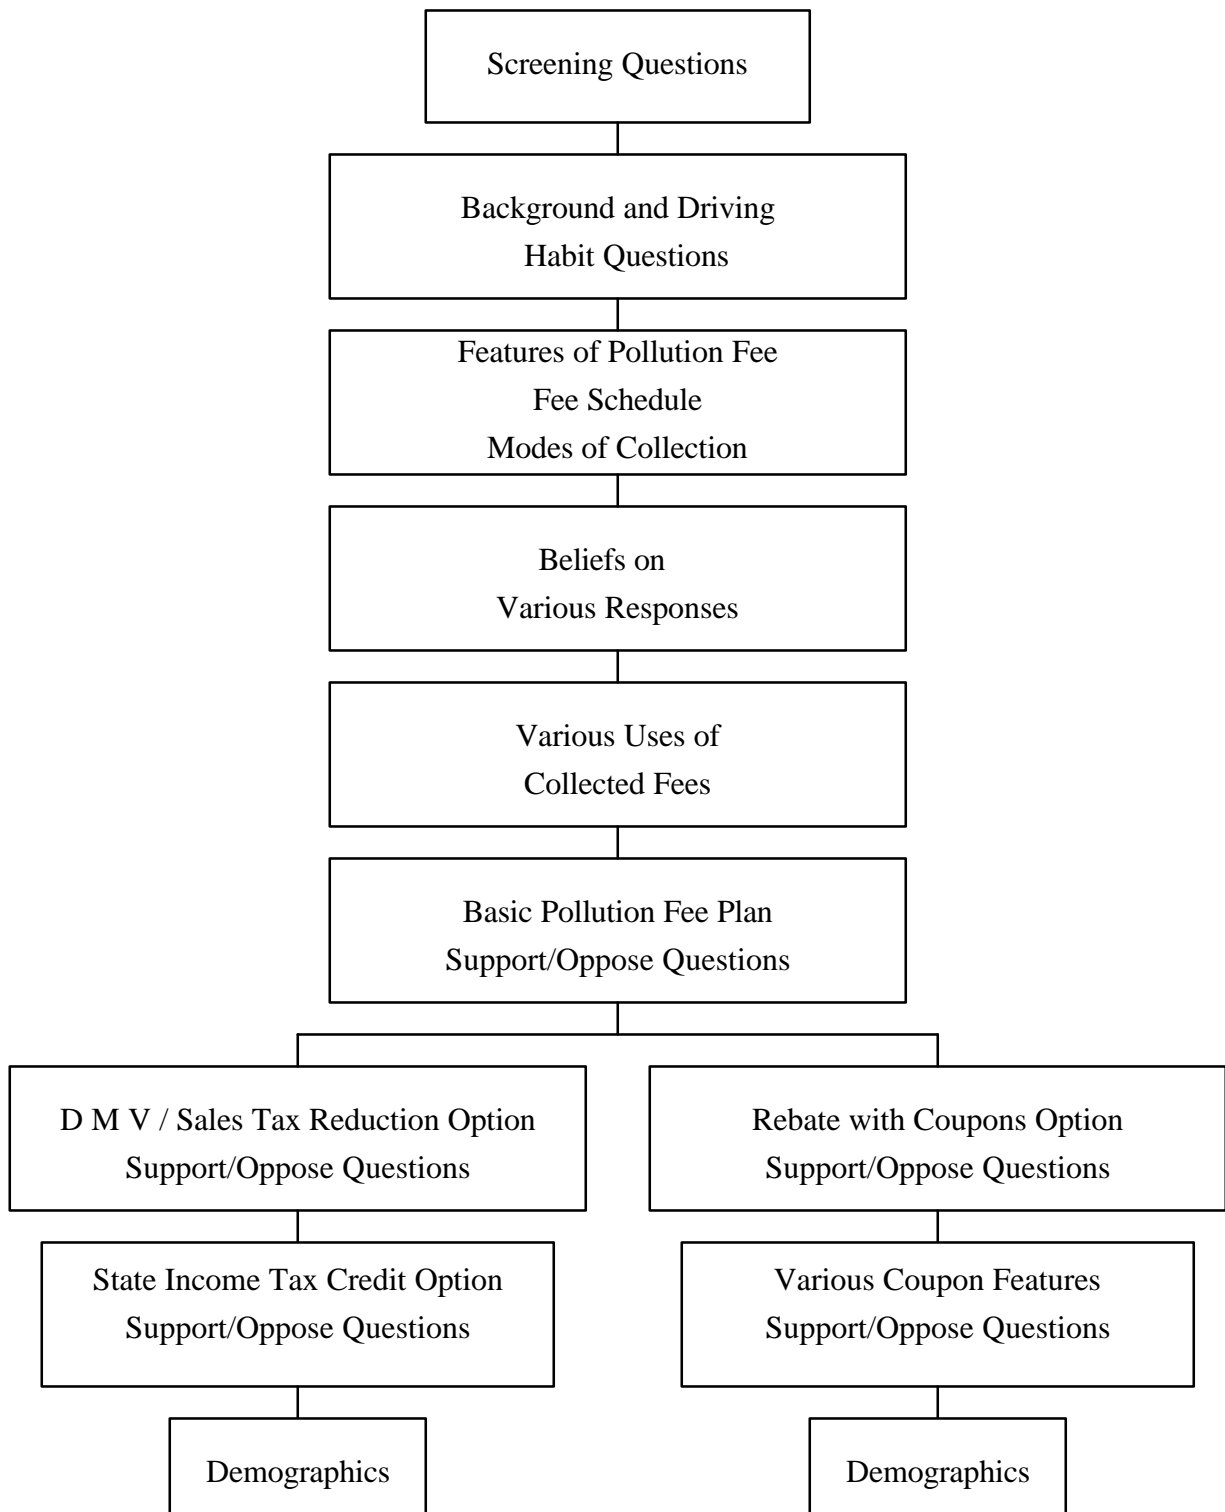 Screening Questions
Background and Driving
Habit Questions
Features of Pollution Fee
Fee Schedule
Modes of Collection
Beliefs on
Various Responses
Various Uses of
Collected Fees
Basic Pollution Fee Plan
Support/Oppose Questions
D M V / Sales Tax Reduction Option
Support/Oppose Questions
Rebate with Coupons Option
Support/Oppose Questions
State Income Tax Credit Option
Support/Oppose Questions
Various Coupon Features
Support/Oppose Questions
Demographics
Demographics